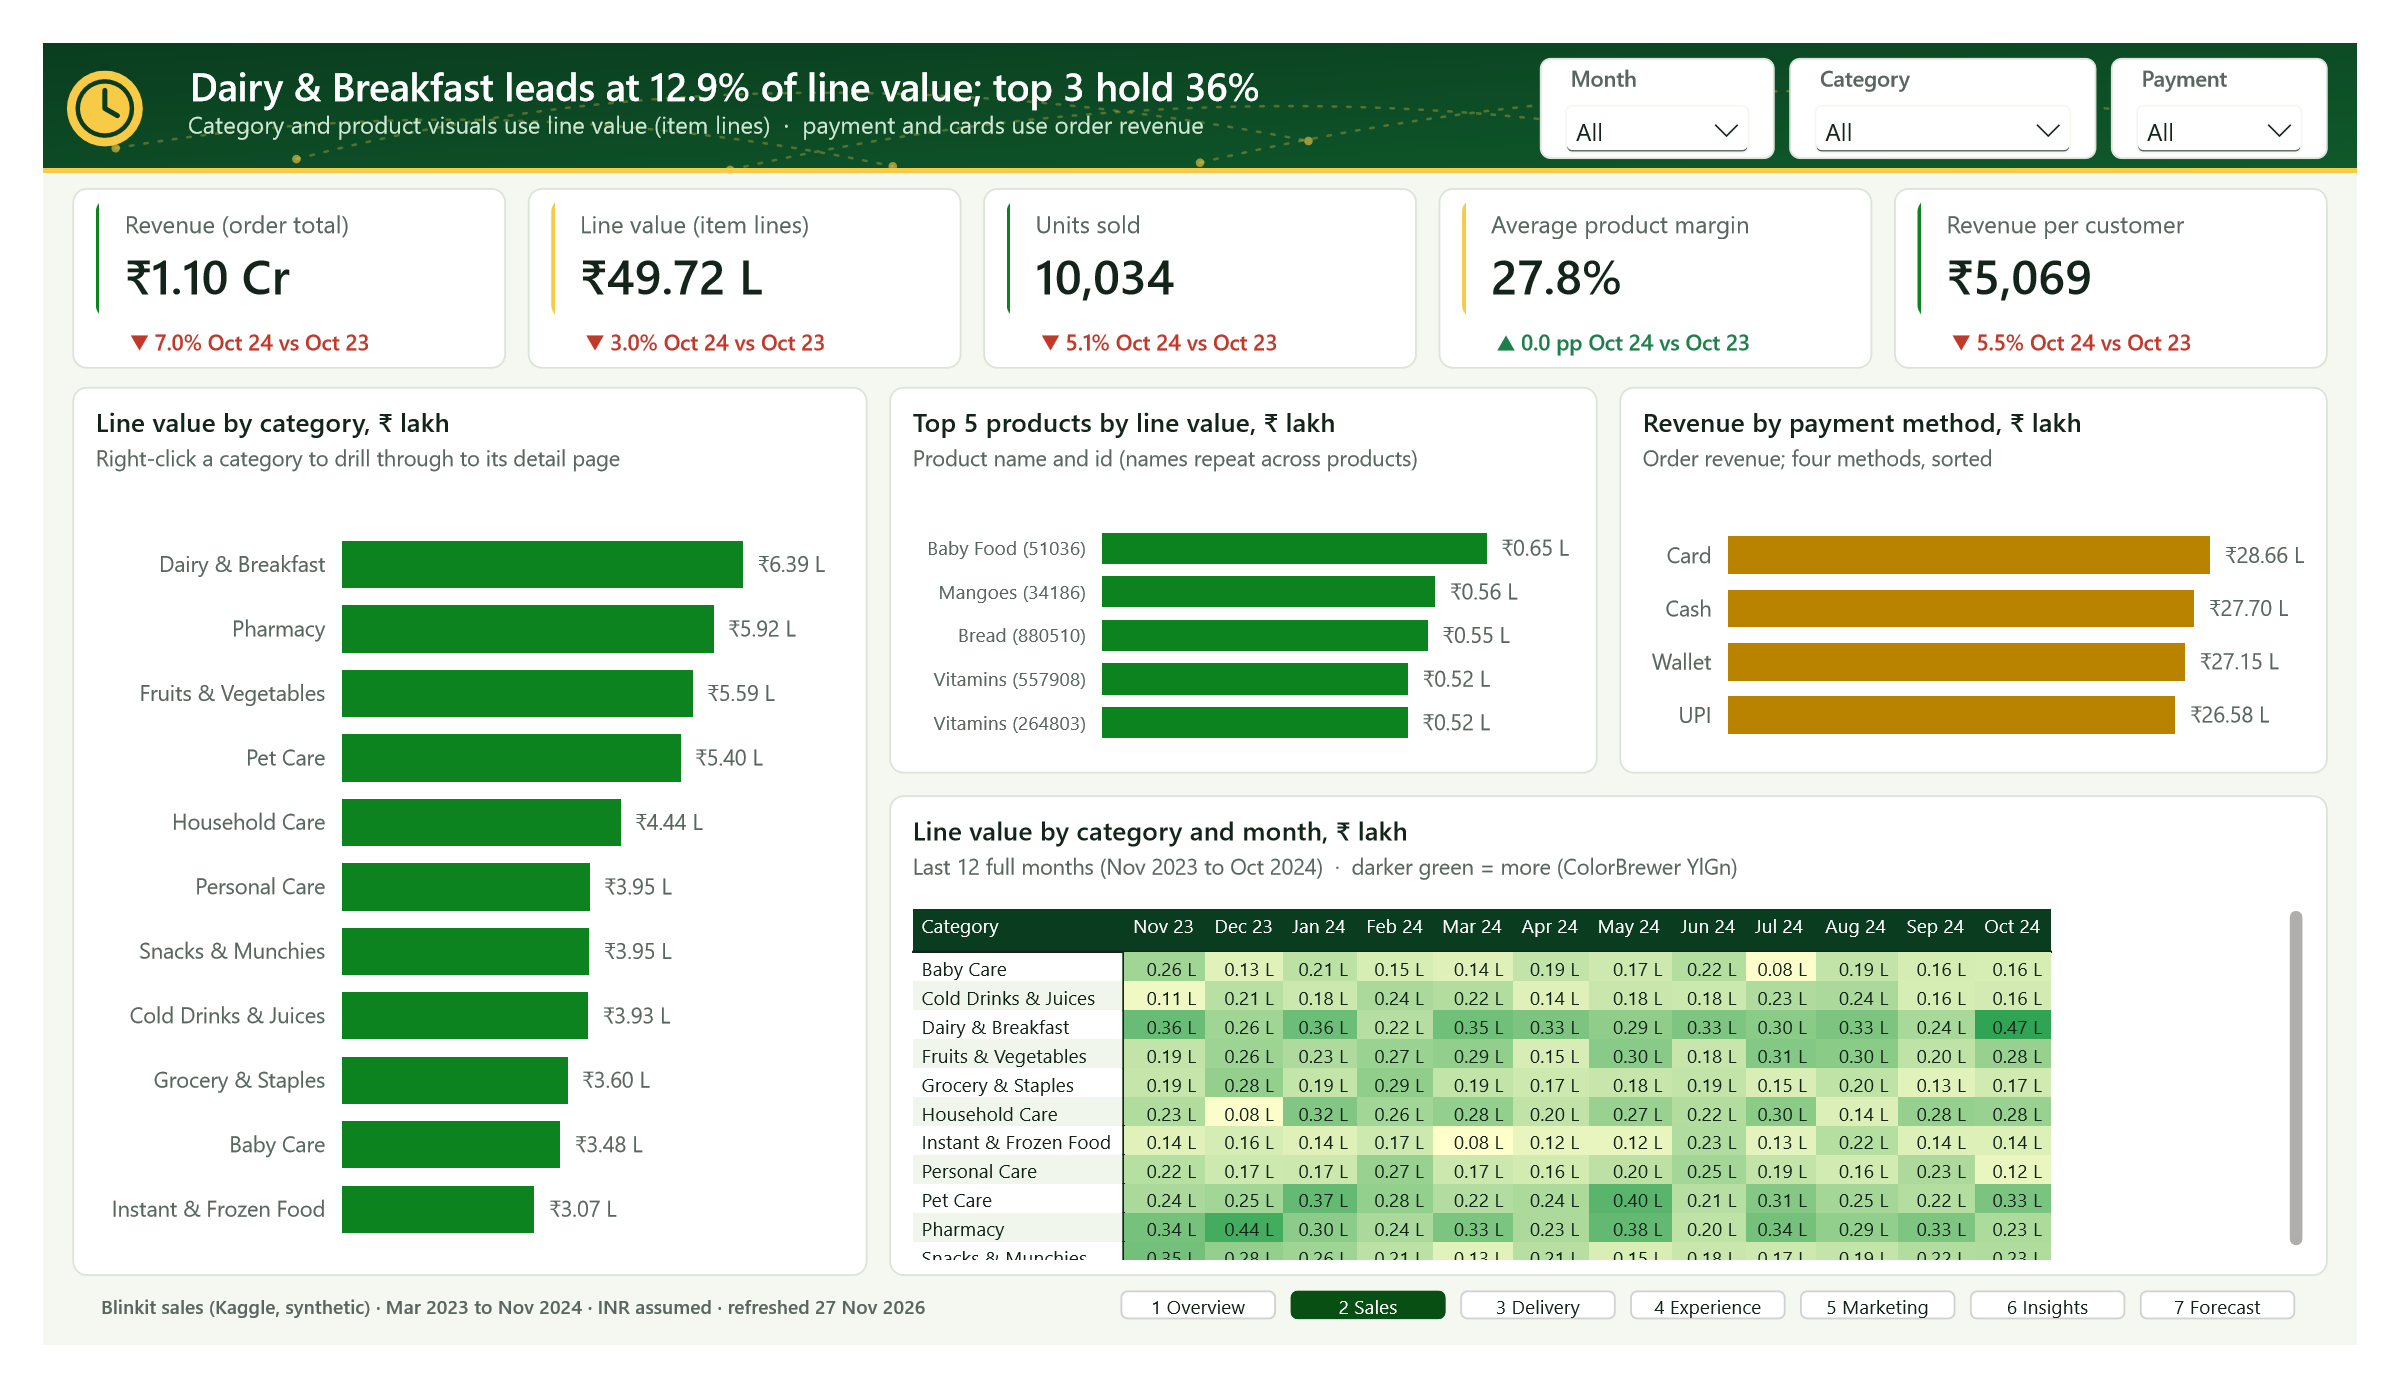 Dairy & Breakfast leads at 12.9% of line value; top 3 hold 36%
Category and product visuals use line value (item lines) · payment and cards use order revenue
Month
All
Category
All
Payment
All
Revenue (order total)
₹1.10 Cr
▼ 7.0% Oct 24 vs Oct 23
Line value (item lines)
₹49.72 L
▼ 3.0% Oct 24 vs Oct 23
Units sold
10,034
▼ 5.1% Oct 24 vs Oct 23
Average product margin
27.8%
▲ 0.0 pp Oct 24 vs Oct 23
Revenue per customer
₹5,069
▼ 5.5% Oct 24 vs Oct 23
Line value by category, ₹ lakh
Right-click a category to drill through to its detail page
Dairy & Breakfast ₹6.39 L
Pharmacy ₹5.92 L
Fruits & Vegetables ₹5.59 L
Pet Care ₹5.40 L
Household Care ₹4.44 L
Personal Care ₹3.95 L
Snacks & Munchies ₹3.95 L
Cold Drinks & Juices ₹3.93 L
Grocery & Staples ₹3.60 L
Baby Care ₹3.48 L
Instant & Frozen Food ₹3.07 L
Top 5 products by line value, ₹ lakh
Product name and id (names repeat across products)
Baby Food (51036) ₹0.65 L
Mangoes (34186) ₹0.56 L
Bread (880510) ₹0.55 L
Vitamins (557908) ₹0.52 L
Vitamins (264803) ₹0.52 L
Revenue by payment method, ₹ lakh
Order revenue; four methods, sorted
Card ₹28.66 L
Cash ₹27.70 L
Wallet ₹27.15 L
UPI ₹26.58 L
Line value by category and month, ₹ lakh
Last 12 full months (Nov 2023 to Oct 2024) · darker green = more (ColorBrewer YlGn)
Category Nov 23 Dec 23 Jan 24 Feb 24 Mar 24 Apr 24 May 24 Jun 24 Jul 24 Aug 24 Sep 24 Oct 24
Baby Care 0.26 L 0.13 L 0.21 L 0.15 L 0.14 L 0.19 L 0.17 L 0.22 L 0.08 L 0.19 L 0.16 L 0.16 L
Cold Drinks & Juices 0.11 L 0.21 L 0.18 L 0.24 L 0.22 L 0.14 L 0.18 L 0.18 L 0.23 L 0.24 L 0.16 L 0.16 L
Dairy & Breakfast 0.36 L 0.26 L 0.36 L 0.22 L 0.35 L 0.33 L 0.29 L 0.33 L 0.30 L 0.33 L 0.24 L 0.47 L
Fruits & Vegetables 0.19 L 0.26 L 0.23 L 0.27 L 0.29 L 0.15 L 0.30 L 0.18 L 0.31 L 0.30 L 0.20 L 0.28 L
Grocery & Staples 0.19 L 0.28 L 0.19 L 0.29 L 0.19 L 0.17 L 0.18 L 0.19 L 0.15 L 0.20 L 0.13 L 0.17 L
Household Care 0.23 L 0.08 L 0.32 L 0.26 L 0.28 L 0.20 L 0.27 L 0.22 L 0.30 L 0.14 L 0.28 L 0.28 L
Instant & Frozen Food 0.14 L 0.16 L 0.14 L 0.17 L 0.08 L 0.12 L 0.12 L 0.23 L 0.13 L 0.22 L 0.14 L 0.14 L
Personal Care 0.22 L 0.17 L 0.17 L 0.27 L 0.17 L 0.16 L 0.20 L 0.25 L 0.19 L 0.16 L 0.23 L 0.12 L
Pet Care 0.24 L 0.25 L 0.37 L 0.28 L 0.22 L 0.24 L 0.40 L 0.21 L 0.31 L 0.25 L 0.22 L 0.33 L
Pharmacy 0.34 L 0.44 L 0.30 L 0.24 L 0.33 L 0.23 L 0.38 L 0.20 L 0.34 L 0.29 L 0.33 L 0.23 L
Snacks & Munchies
Blinkit sales (Kaggle, synthetic) · Mar 2023 to Nov 2024 · INR assumed · refreshed 27 Nov 2026
1 Overview
2 Sales
3 Delivery
4 Experience
5 Marketing
6 Insights
7 Forecast